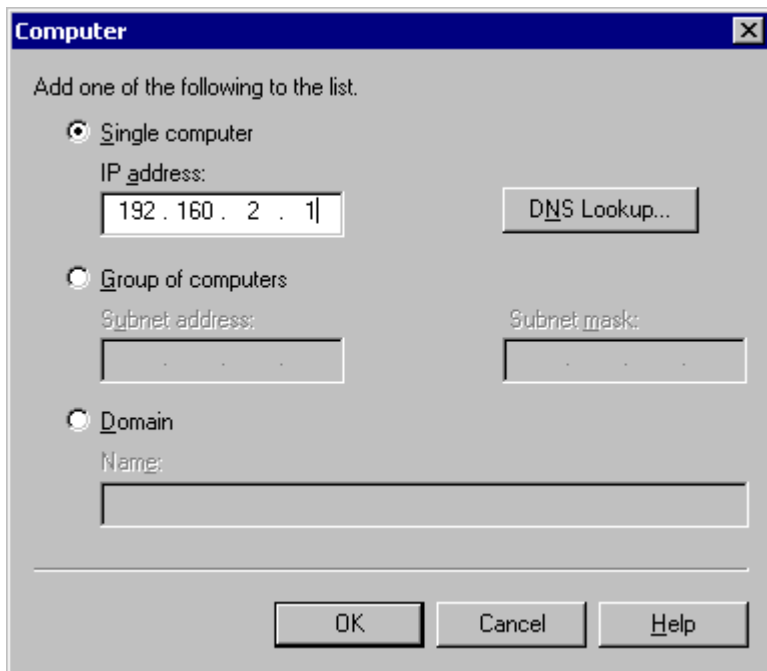 Computer
Add one of the following to the list.
Single computer
IP address:
192 . 160 . 2 . 1
DNS Lookup...
Group of computers
Subnet address: Subnet mask:
. . . . . .
Domain
Name:
OK Cancel Help